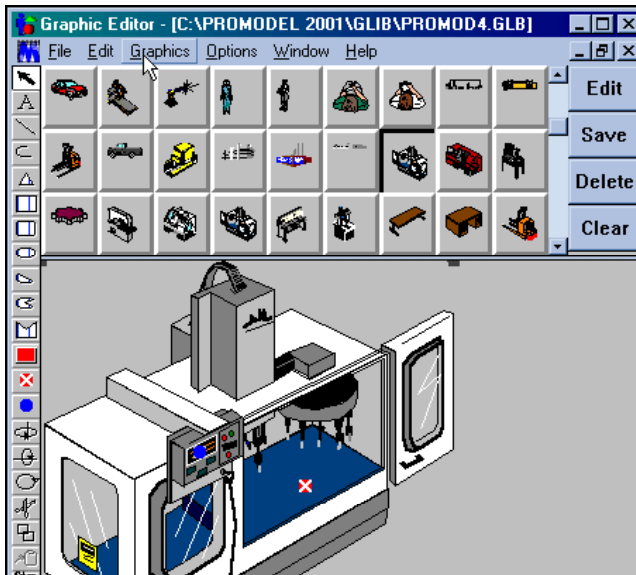 Graphic Editor - [C:\PROMODEL 2001\GLIB\PROMOD4.GLB]
File Edit Graphics Options Window Help
Edit
Save
Delete
Clear
A